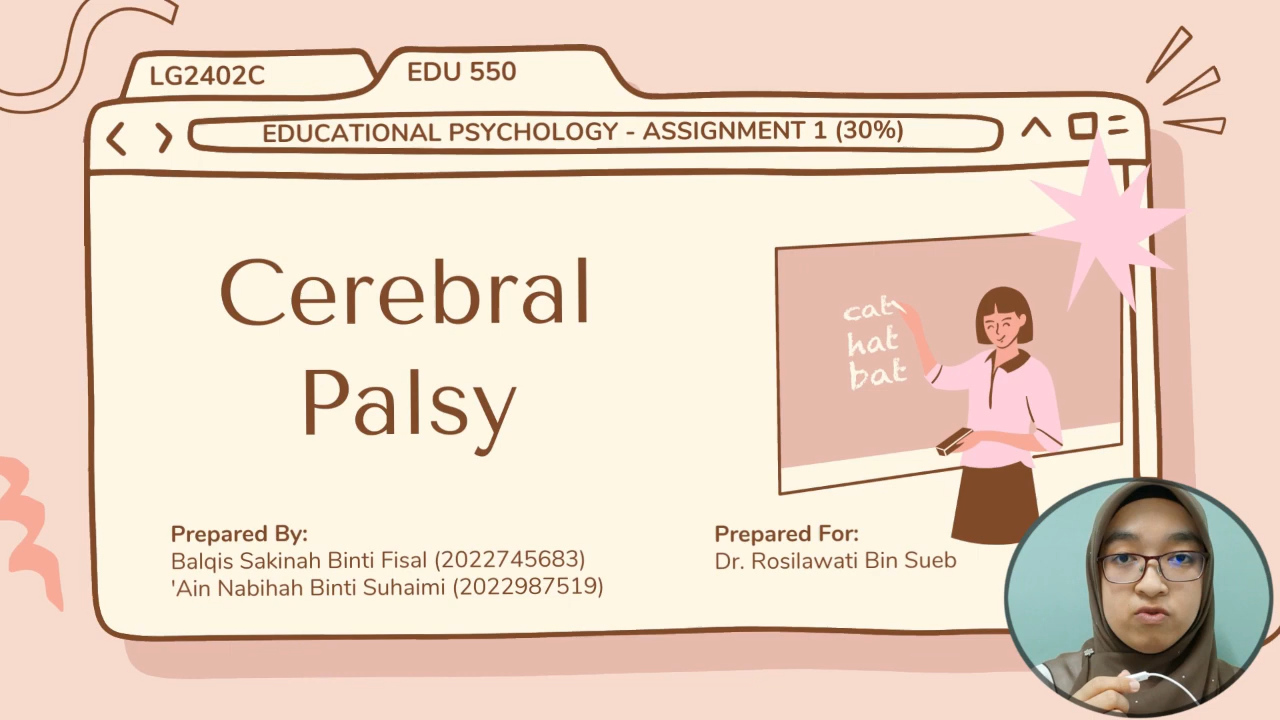 LG2402C
EDU 550
EDUCATIONAL PSYCHOLOGY - ASSIGNMENT 1 (30%)
Cerebral
Palsy
cat
hat
bat
Prepared By:
Balqis Sakinah Binti Fisal (2022745683)
'Ain Nabihah Binti Suhaimi (2022987519)
Prepared For:
Dr. Rosilawati Bin Sueb